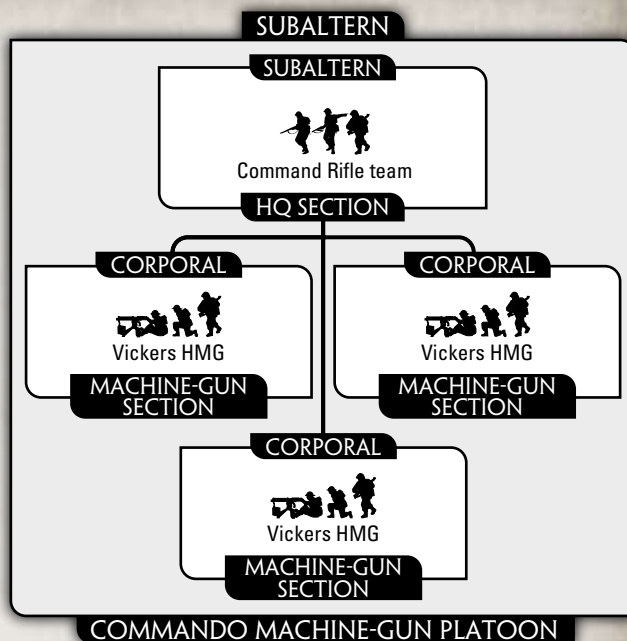 SUBALTERN
SUBALTERN
Command Rifle team
HQ SECTION
CORPORAL
Vickers HMG
MACHINE-GUN
SECTION
CORPORAL
Vickers HMG
MACHINE-GUN
SECTION
CORPORAL
Vickers HMG
MACHINE-GUN
SECTION
COMMANDO MACHINE-GUN PLATOON